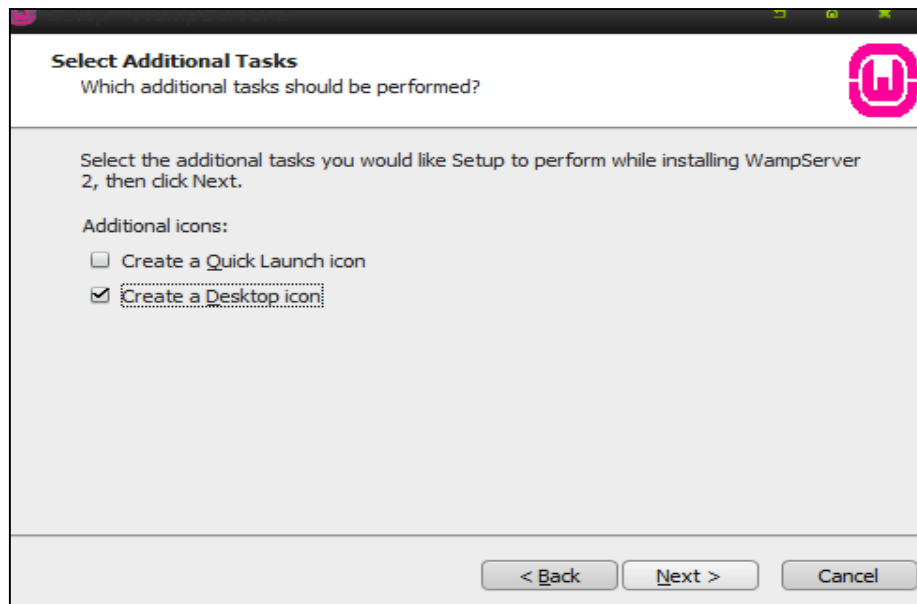 Select Additional Tasks
Which additional tasks should be performed?
W
Select the additional tasks you would like Setup to perform while installing WampServer
2, then click Next.
Additional icons:
Create a Quick Launch icon
Create a Desktop icon
< Back
Next >
Cancel